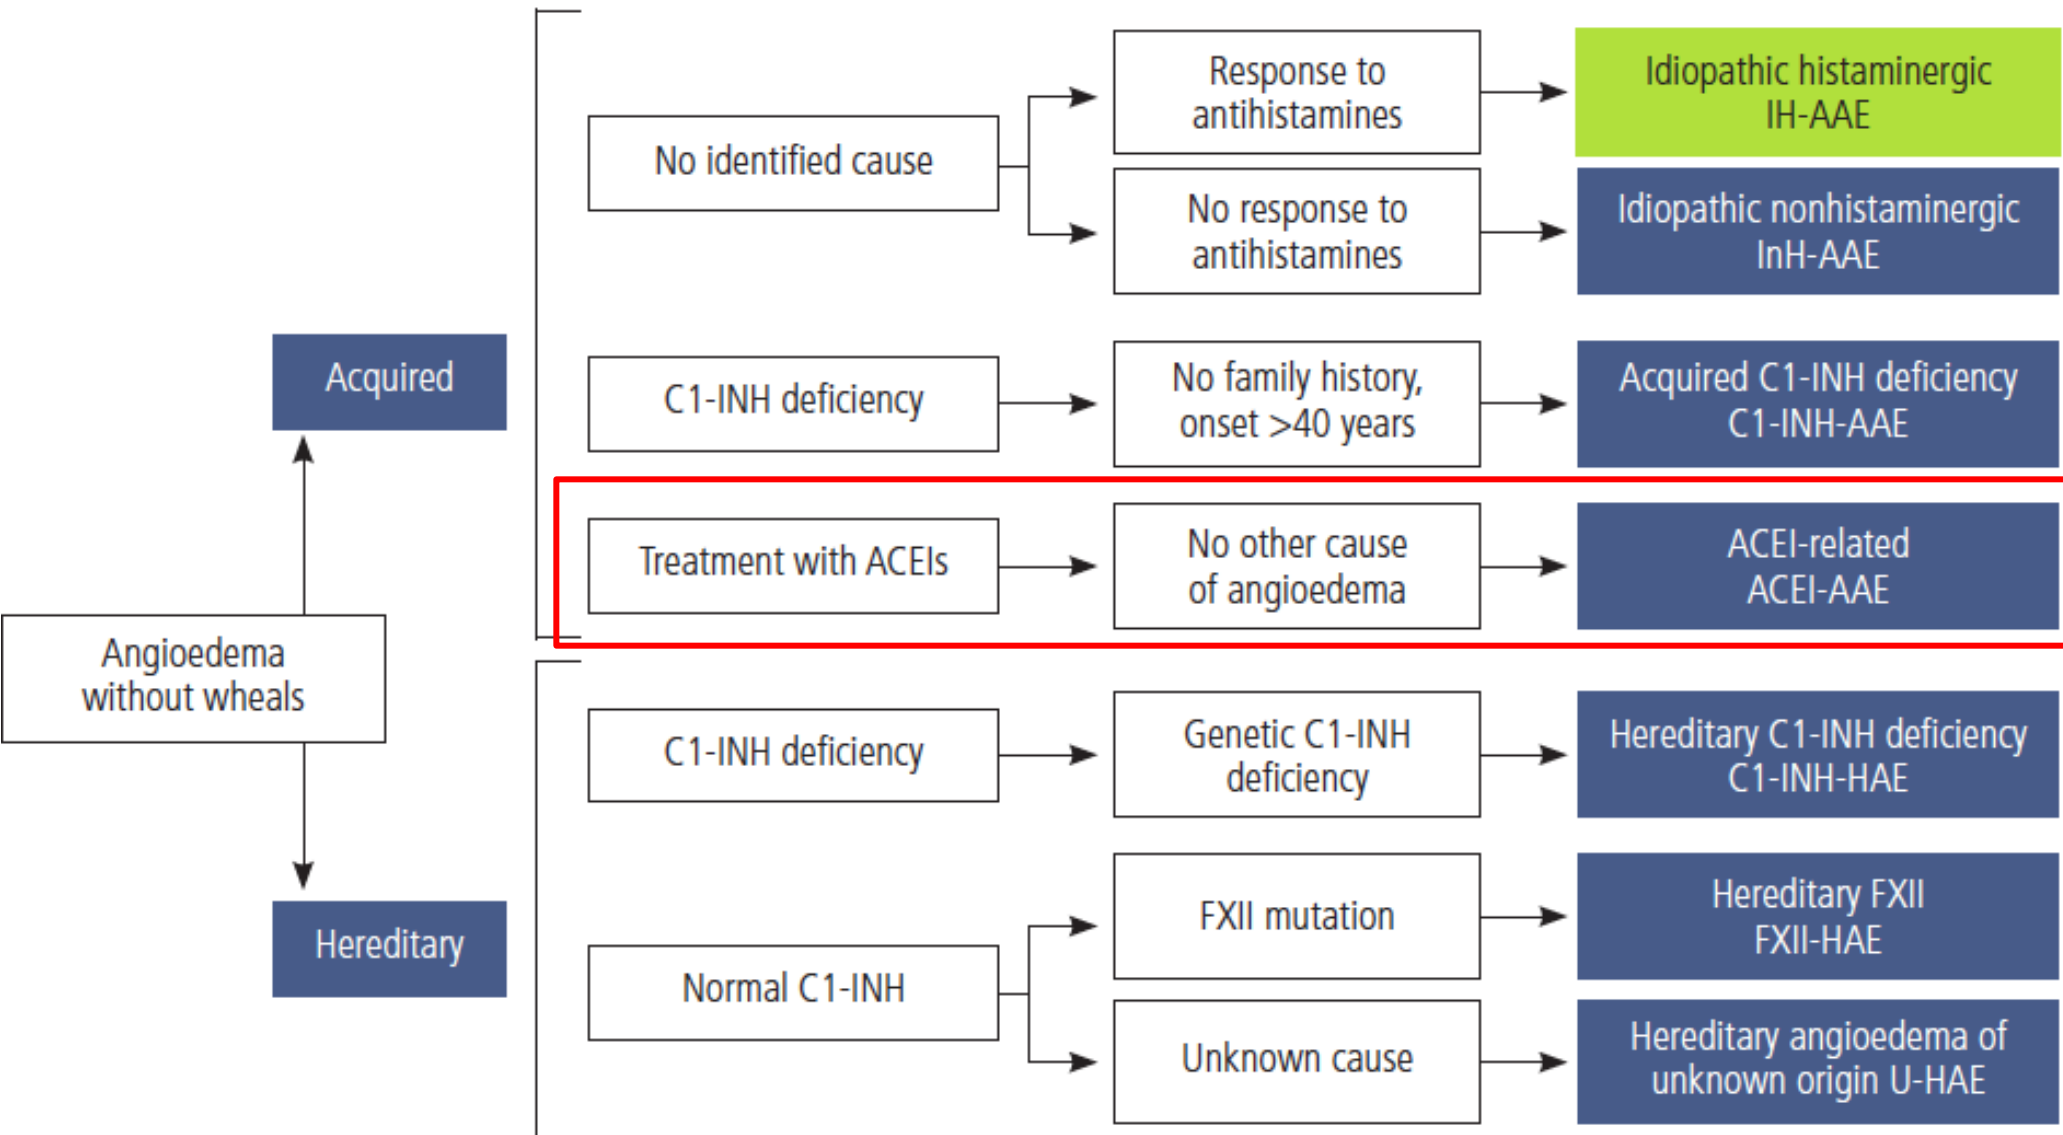 Angioedema
without wheals
Acquired
No identified cause
Response to
antihistamines
Idiopathic histaminergic
IH-AAE
No response to
antihistamines
Idiopathic nonhistaminergic
InH-AAE
C1-INH deficiency
No family history,
onset >40 years
Acquired C1-INH deficiency
C1-INH-AAE
Treatment with ACEIs
No other cause
of angioedema
ACEI-related
ACEI-AAE
Hereditary
C1-INH deficiency
Genetic C1-INH
deficiency
Hereditary C1-INH deficiency
C1-INH-HAE
Normal C1-INH
FXII mutation
Hereditary FXII
FXII-HAE
Unknown cause
Hereditary angioedema of
unknown origin U-HAE